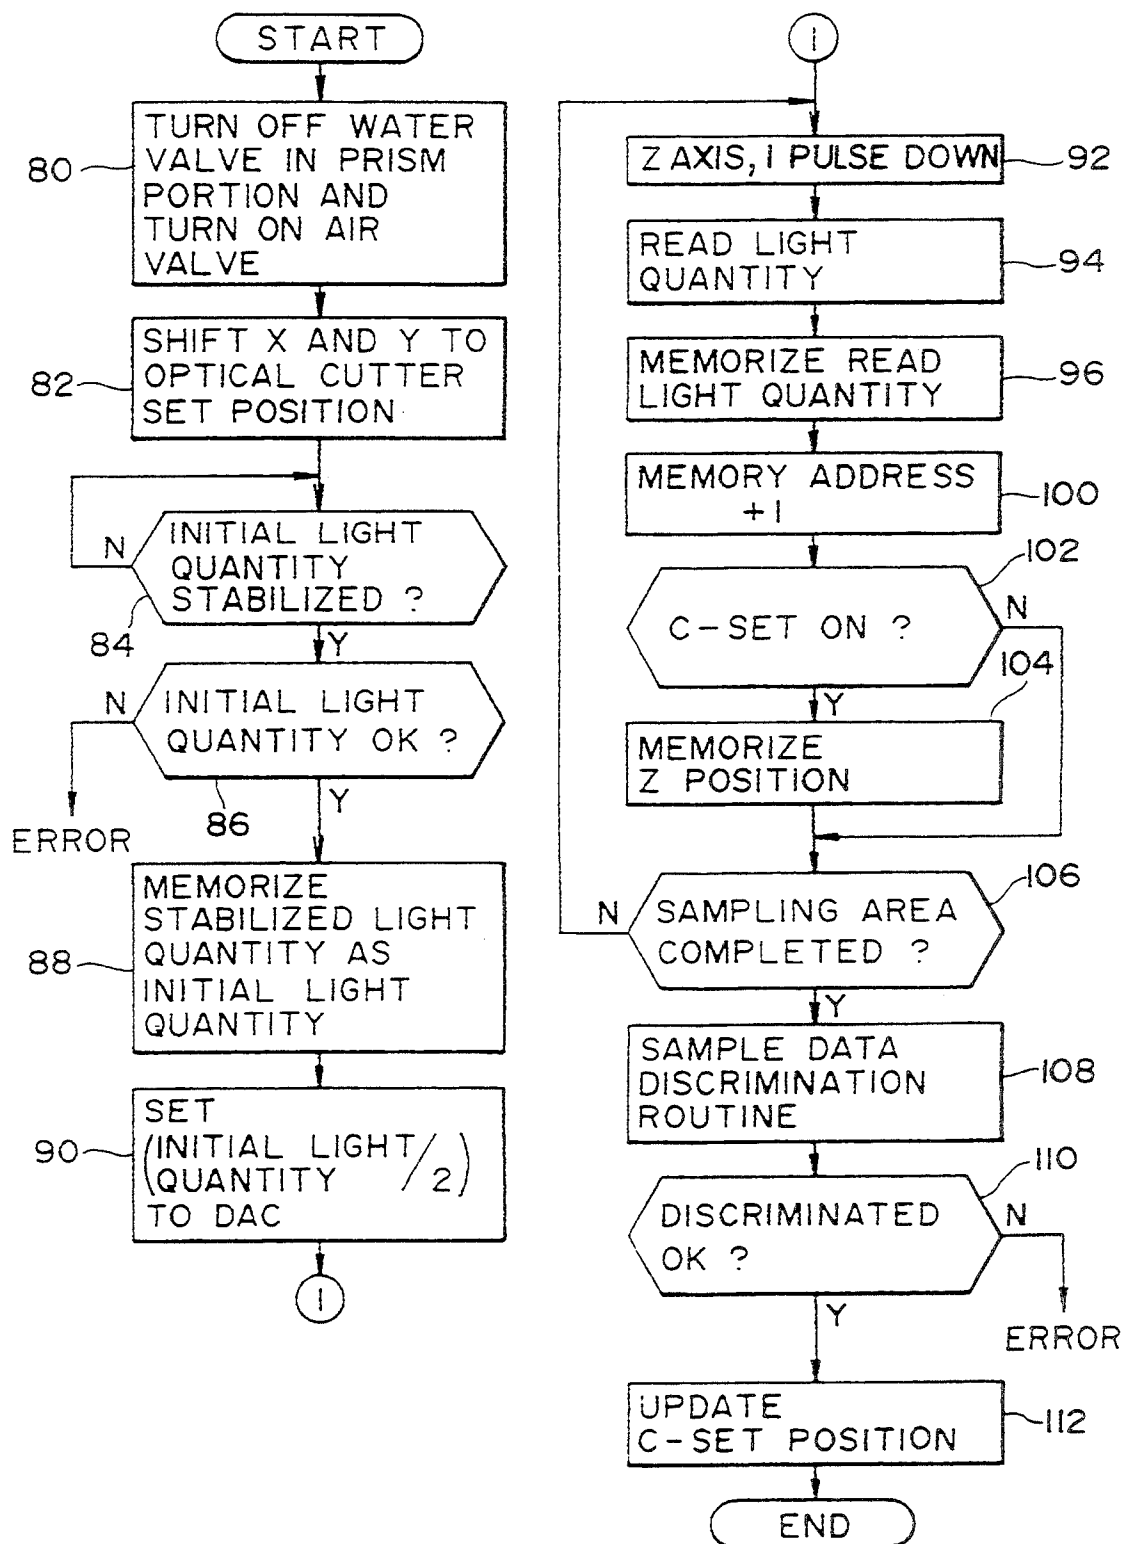 START
80
TURN OFF WATER
VALVE IN PRISM
PORTION AND
TURN ON AIR
VALVE
82
SHIFT X AND Y TO
OPTICAL CUTTER
SET POSITION
N
INITIAL LIGHT
QUANTITY
STABILIZED ?
84
Y
N
INITIAL LIGHT
QUANTITY OK ?
86
Y
ERROR
88
MEMORIZE
STABILIZED LIGHT
QUANTITY AS
INITIAL LIGHT
QUANTITY
90
SET
(INITIAL LIGHT
QUANTITY /2)
TO DAC
1
1
Z AXIS, 1 PULSE DOWN
92
READ LIGHT
QUANTITY
94
MEMORIZE READ
LIGHT QUANTITY
96
MEMORY ADDRESS
+1
100
102
C-SET ON ?
N
Y
104
MEMORIZE
Z POSITION
106
N
SAMPLING AREA
COMPLETED ?
Y
SAMPLE DATA
DISCRIMINATION
ROUTINE
108
110
DISCRIMINATED
OK ?
N
Y
ERROR
UPDATE
C-SET POSITION
112
END